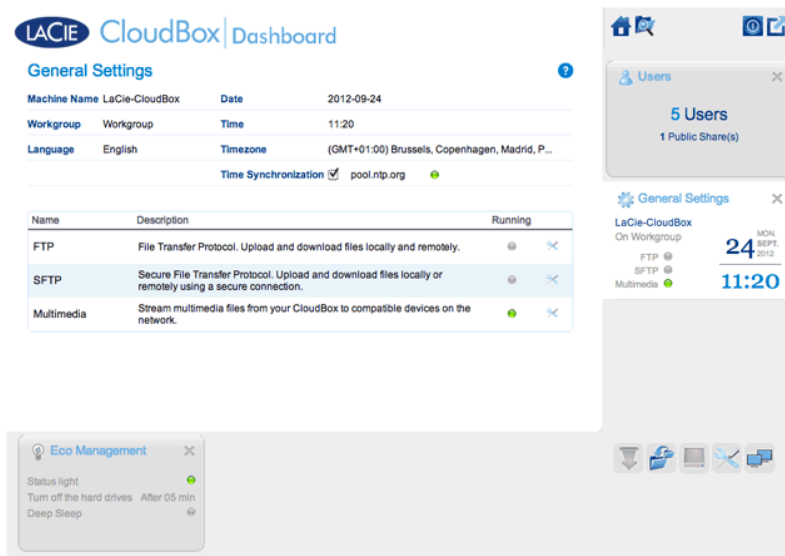 LACIE CloudBox Dashboard
General Settings
Machine Name LaCie-CloudBox Date 2012-09-24
Workgroup Workgroup Time 11:20
Language English Timezone (GMT+01:00) Brussels, Copenhagen, Madrid, P...
Time Synchronization pool.ntp.org
Name Description Running
FTP File Transfer Protocol. Upload and download files locally and remotely.
SFTP Secure File Transfer Protocol. Upload and download files locally or
remotely using a secure connection.
Multimedia Stream multimedia files from your CloudBox to compatible devices on the
network.
Users
5 Users
1 Public Share(s)
General Settings
LaCie-CloudBox
On Workgroup
FTP
SFTP
Multimedia
24 MON. SEPT. 2012
11:20
Eco Management
Status light
Turn off the hard drives After 05 min
Deep Sleep